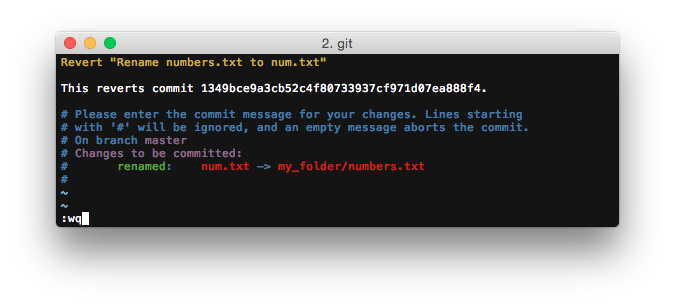 2. git
Revert "Rename numbers.txt to num.txt"
This reverts commit 1349bce9a3cb52c4f80733937cf971d07ea888f4.
# Please enter the commit message for your changes. Lines starting
# with '#' will be ignored, and an empty message aborts the commit.
# On branch master
# Changes to be committed:
#       renamed:    num.txt -> my_folder/numbers.txt
#
~
~
:wq